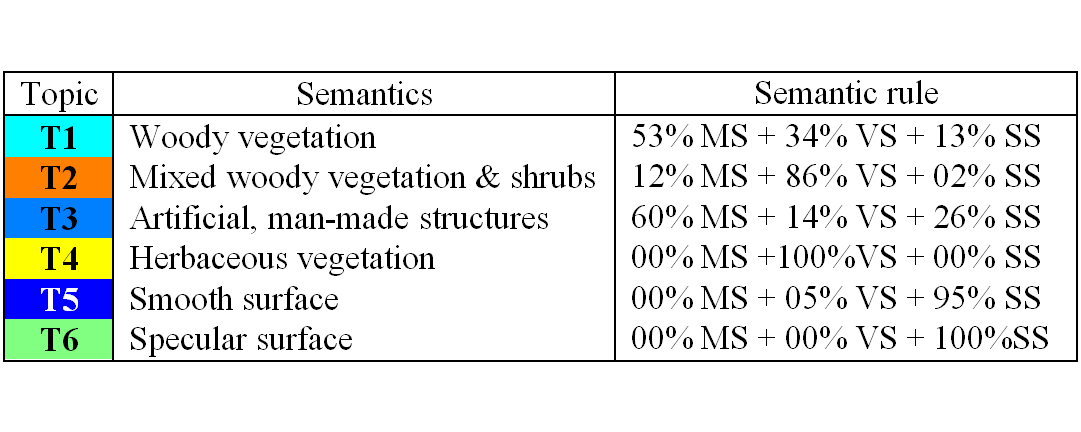 Topic Semantics Semantic rule
T1 Woody vegetation 53% MS + 34% VS + 13% SS
T2 Mixed woody vegetation & shrubs 12% MS + 86% VS + 02% SS
T3 Artificial, man-made structures 60% MS + 14% VS + 26% SS
T4 Herbaceous vegetation 00% MS +100%VS + 00% SS
T5 Smooth surface 00% MS + 05% VS + 95% SS
T6 Specular surface 00% MS + 00% VS + 100%SS